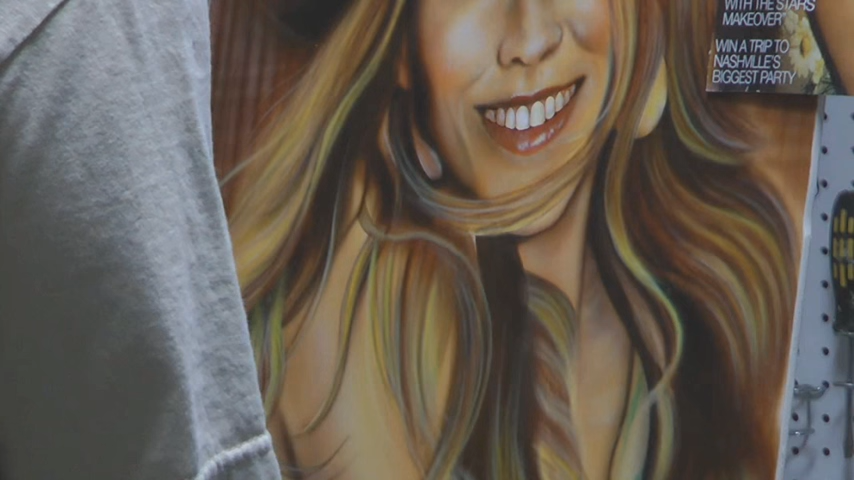 WITH THE STARS
MAKEOVER"
WIN A TRIP TO
NASHVILLE'S
BIGGEST PARTY